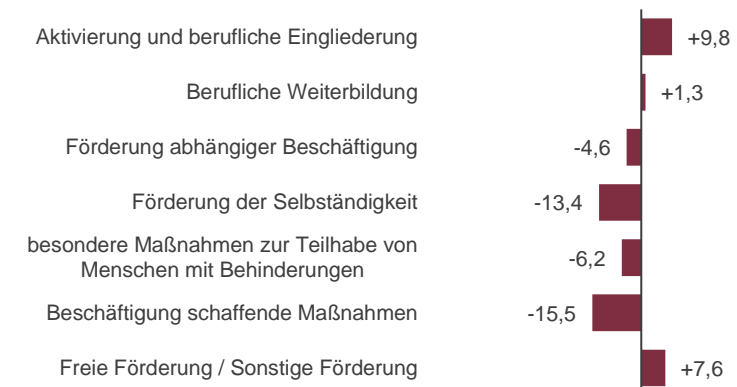 Aktivierung und berufliche Eingliederung +9,8
Berufliche Weiterbildung +1,3
Förderung abhängiger Beschäftigung -4,6
Förderung der Selbständigkeit -13,4
besondere Maßnahmen zur Teilhabe von
Menschen mit Behinderungen -6,2
Beschäftigung schaffende Maßnahmen -15,5
Freie Förderung / Sonstige Förderung +7,6